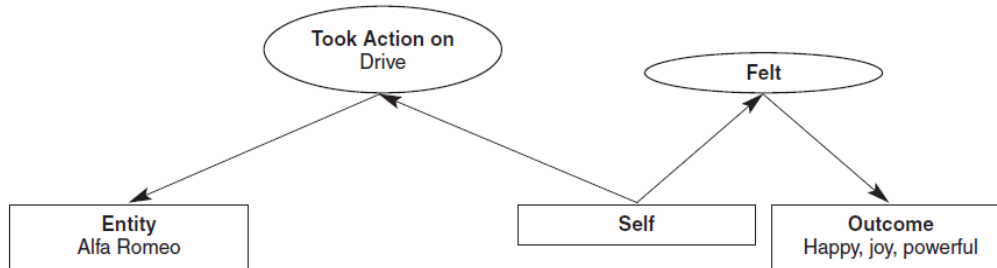 Took Action on
Drive
Felt
Entity
Alfa Romeo
Self
Outcome
Happy, joy, powerful